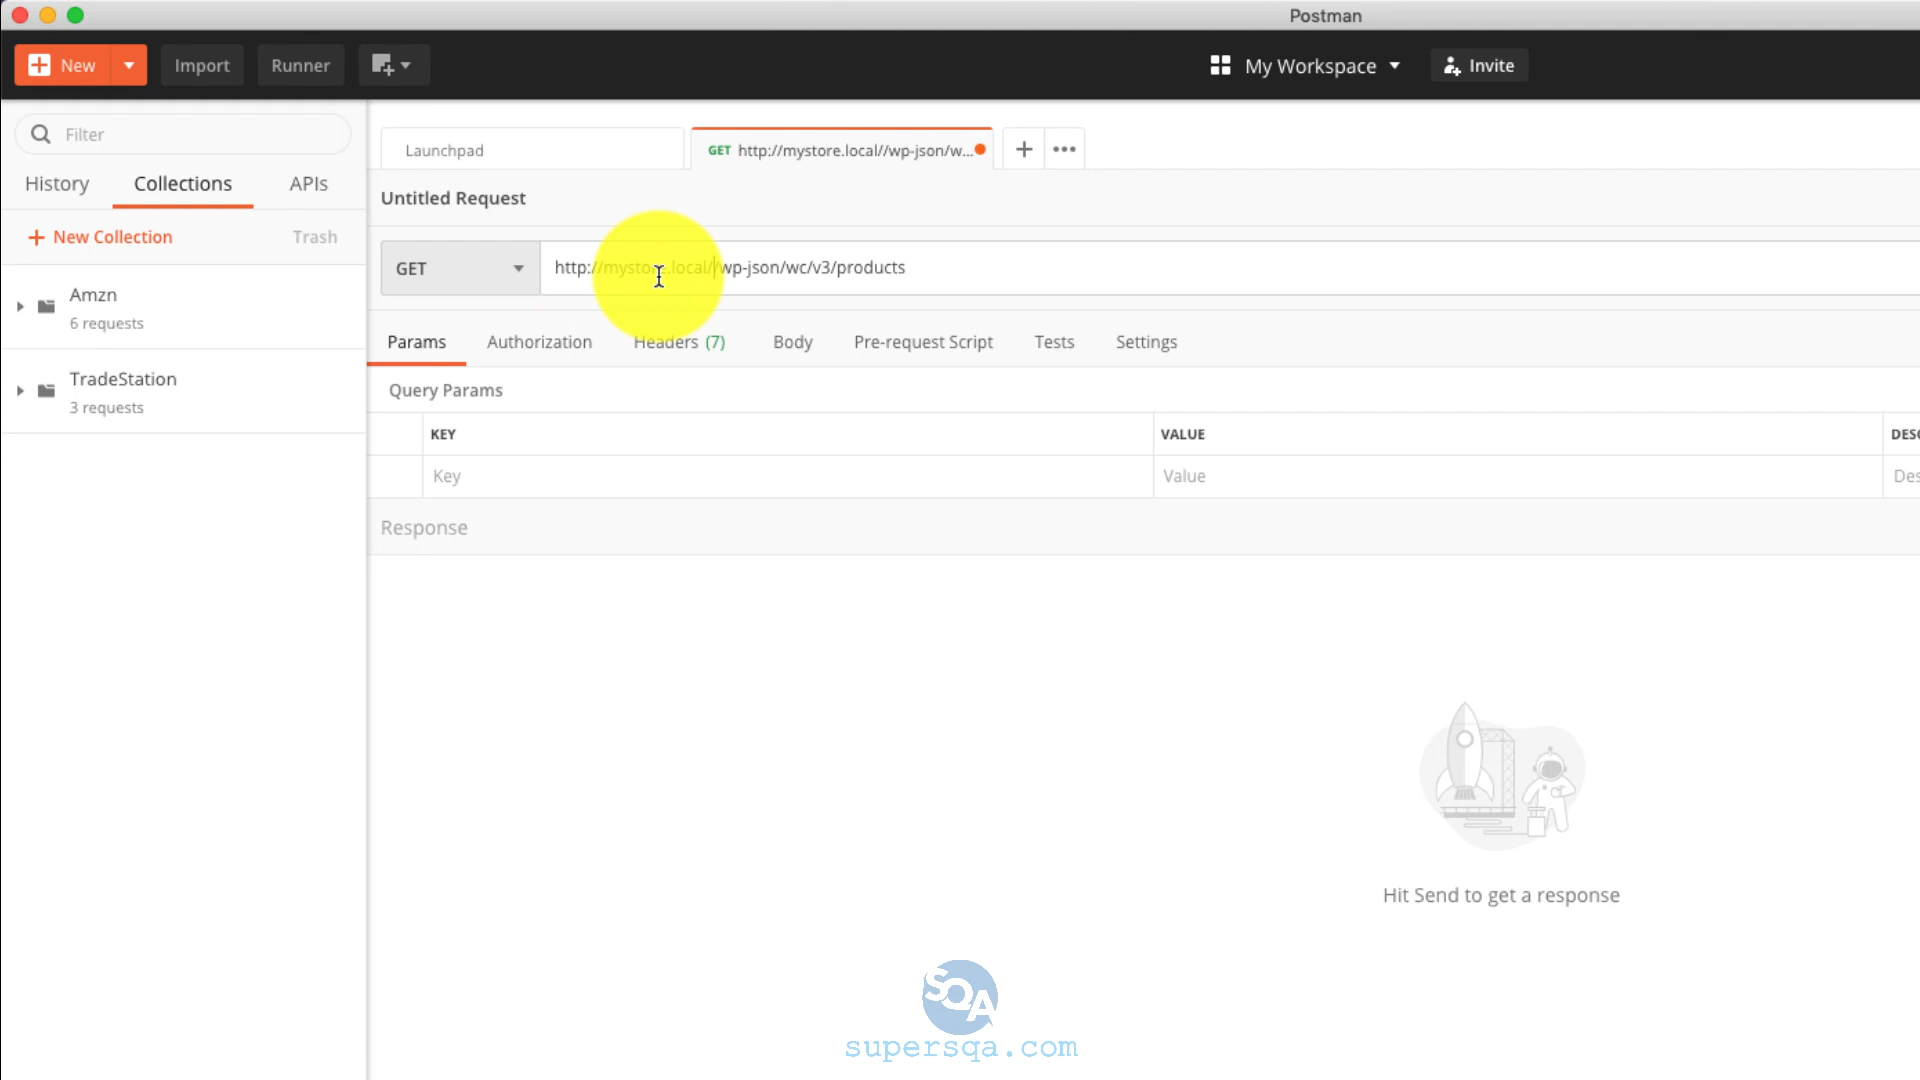 Postman
New
Import
Runner
My Workspace
Invite
Filter
Launchpad
GET http://mystore.local//wp-json/w...
History
Collections
APIs
Untitled Request
New Collection
Trash
GET
http://mystore.local//wp-json/wc/v3/products
Amzn
6 requests
Params
Authorization
Headers (7)
Body
Pre-request Script
Tests
Settings
TradeStation
3 requests
Query Params
KEY
VALUE
DESC
Key
Value
Des
Response
Hit Send to get a response
SQA
supersqa.com